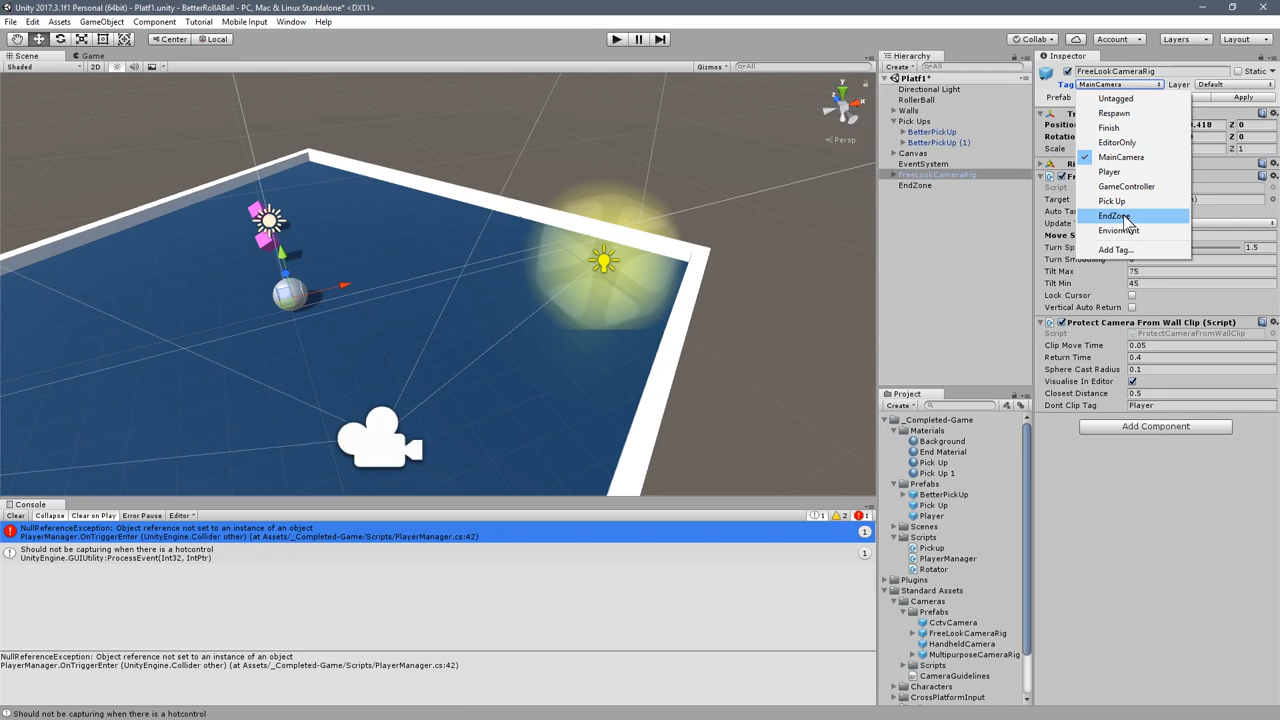 Unity 2017.3.1f1 Personal (64bit) - Platf1.unity - BetterRollABall - PC, Mac & Linux Standalone* <DX11>
File Edit Assets GameObject Component Tutorial Mobile Input Window Help
Center Local Collab Account Layers Layout
Scene Game
Shaded 2D Gizmos All
y
x
z
Persp
Hierarchy
Create All
Platf1*
Directional Light
RollerBall
Walls
Pick Ups
BetterPickUp
BetterPickUp (1)
Canvas
EventSystem
FreeLookCameraRig
EndZone
Project
Create
_Completed-Game
Materials
Background
End Material
Pick Up
Pick Up 1
Prefabs
BetterPickUp
Pick Up
Player
Scenes
Scripts
Pickup
PlayerManager
Rotator
Plugins
Standard Assets
Cameras
Prefabs
CctvCamera
FreeLookCameraRig
HandheldCamera
MultipurposeCameraRig
Scripts
CameraGuidelines
Characters
CrossPlatformInput
Inspector
FreeLookCameraRig Static
Tag MainCamera Layer Default
Prefab Apply
Untagged
Respawn
Finish
EditorOnly
MainCamera
Player
GameController
Pick Up
EndZone
Add Tag...
Position .418 Z 0
Rotation Z 0
Scale Z 1
Script
Target
Auto Tar
Update T
Move S
Turn Sp 1.5
Turn Smoothing
Tilt Max 75
Tilt Min 45
Lock Cursor
Vertical Auto Return
Protect Camera From Wall Clip (Script)
Script ProtectCameraFromWallClip
Clip Move Time 0.05
Return Time 0.4
Sphere Cast Radius 0.1
Visualise In Editor
Closest Distance 0.5
Dont Clip Tag Player
Add Component
Console
Clear Collapse Clear on Play Error Pause Editor 1 2 1
NullReferenceException: Object reference not set to an instance of an object
PlayerManager.OnTriggerEnter (UnityEngine.Collider other) (at Assets/_Completed-Game/Scripts/PlayerManager.cs:42) 1
Should not be capturing when there is a hotcontrol
UnityEngine.GUIUtility:ProcessEvent(Int32, IntPtr) 1
NullReferenceException: Object reference not set to an instance of an object
PlayerManager.OnTriggerEnter (UnityEngine.Collider other) (at Assets/_Completed-Game/Scripts/PlayerManager.cs:42)
Should not be capturing when there is a hotcontrol